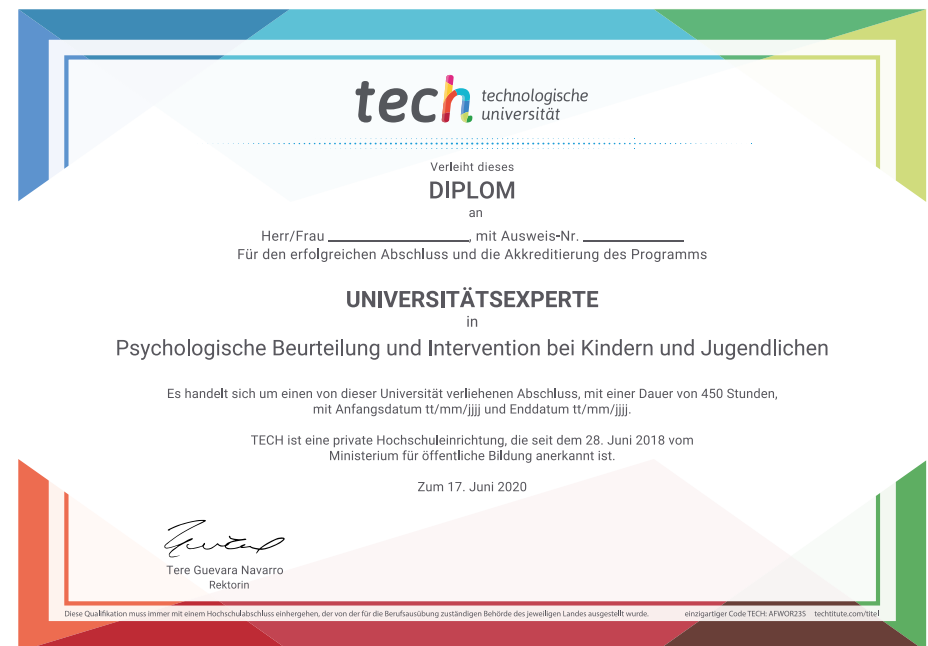 tech technologische
universität
Verleiht dieses
DIPLOM
an
Herr/Frau ____________________, mit Ausweis-Nr. ______________
Für den erfolgreichen Abschluss und die Akkreditierung des Programms
UNIVERSITÄTSEXPERTE
in
Psychologische Beurteilung und Intervention bei Kindern und Jugendlichen
Es handelt sich um einen von dieser Universität verliehenen Abschluss, mit einer Dauer von 450 Stunden,
mit Anfangsdatum tt/mm/jjjj und Enddatum tt/mm/jjjj.
TECH ist eine private Hochschuleinrichtung, die seit dem 28. Juni 2018 vom
Ministerium für öffentliche Bildung anerkannt ist.
Zum 17. Juni 2020
Tere Guevara Navarro
Rektorin
Diese Qualifikation muss immer mit einem Hochschulabschluss einhergehen, der von der für die Berufsausübung zuständigen Behörde des jeweiligen Landes ausgestellt wurde. einzigartiger Code TECH: AFWOR23S techtitute.com/titel